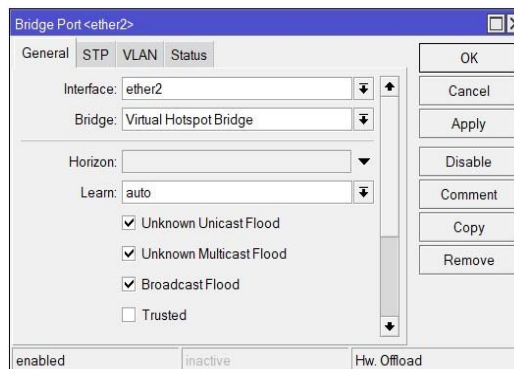 Bridge Port <ether2>
General STP VLAN Status
Interface: ether2
Bridge: Virtual Hotspot Bridge
Horizon:
Learn: auto
Unknown Unicast Flood
Unknown Multicast Flood
Broadcast Flood
Trusted
OK
Cancel
Apply
Disable
Comment
Copy
Remove
enabled inactive Hw. Offload